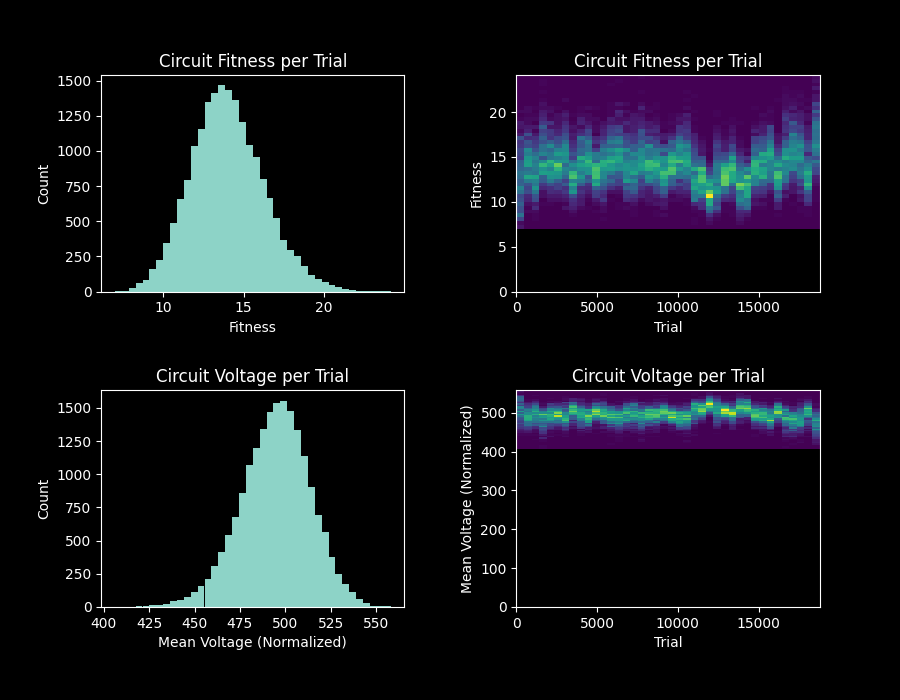 Circuit Fitness per Trial
1500
1250
1000
750
500
250
0
Count
10 15 20
Fitness
Circuit Fitness per Trial
20
15
10
5
0
Fitness
0 5000 10000 15000
Trial
Circuit Voltage per Trial
1500
1250
1000
750
500
250
0
Count
400 425 450 475 500 525 550
Mean Voltage (Normalized)
Circuit Voltage per Trial
500
400
300
200
100
0
Mean Voltage (Normalized)
0 5000 10000 15000
Trial